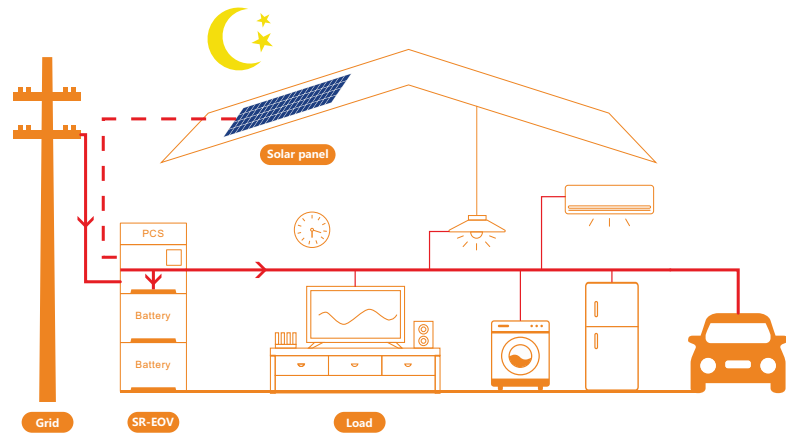 Solar panel
PCS
Battery
Battery
Grid
SR-EOV
Load